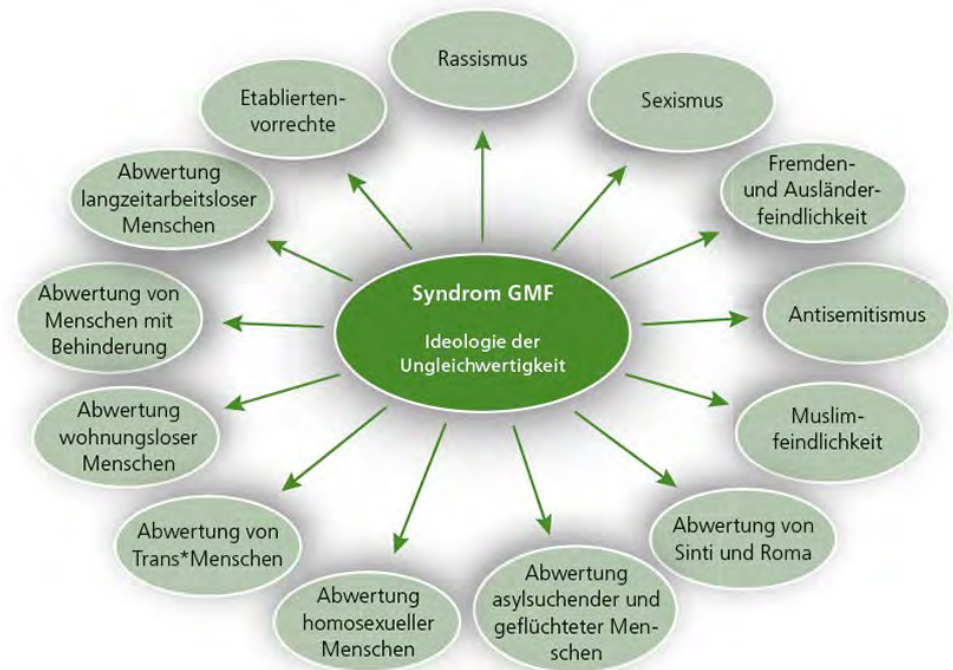 Rassismus
Sexismus
Fremden-
und Ausländer-
feindlichkeit
Antisemitismus
Muslim-
feindlichkeit
Abwertung von
Sinti und Roma
Abwertung
asylsuchender und
geflüchteter Men-
schen
Abwertung
homosexueller
Menschen
Abwertung von
Trans*Menschen
Abwertung
wohnungsloser
Menschen
Abwertung von
Menschen mit
Behinderung
Abwertung
langzeitarbeitsloser
Menschen
Etablierten-
vorrechte
Syndrom GMF
Ideologie der
Ungleichwertigkeit